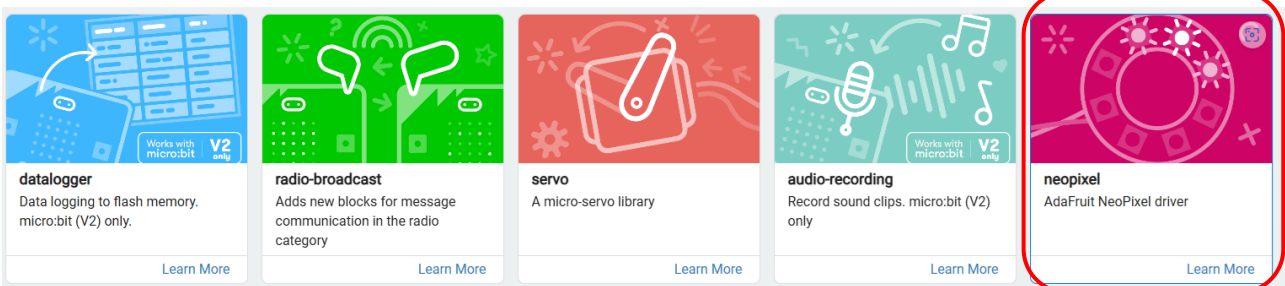 Works with micro:bit V2 only
datalogger
Data logging to flash memory.
micro:bit (V2) only.
Learn More
radio-broadcast
Adds new blocks for message
communication in the radio
category
Learn More
servo
A micro-servo library
Learn More
Works with micro:bit V2 only
audio-recording
Record sound clips. micro:bit (V2)
only
Learn More
neopixel
AdaFruit NeoPixel driver
Learn More